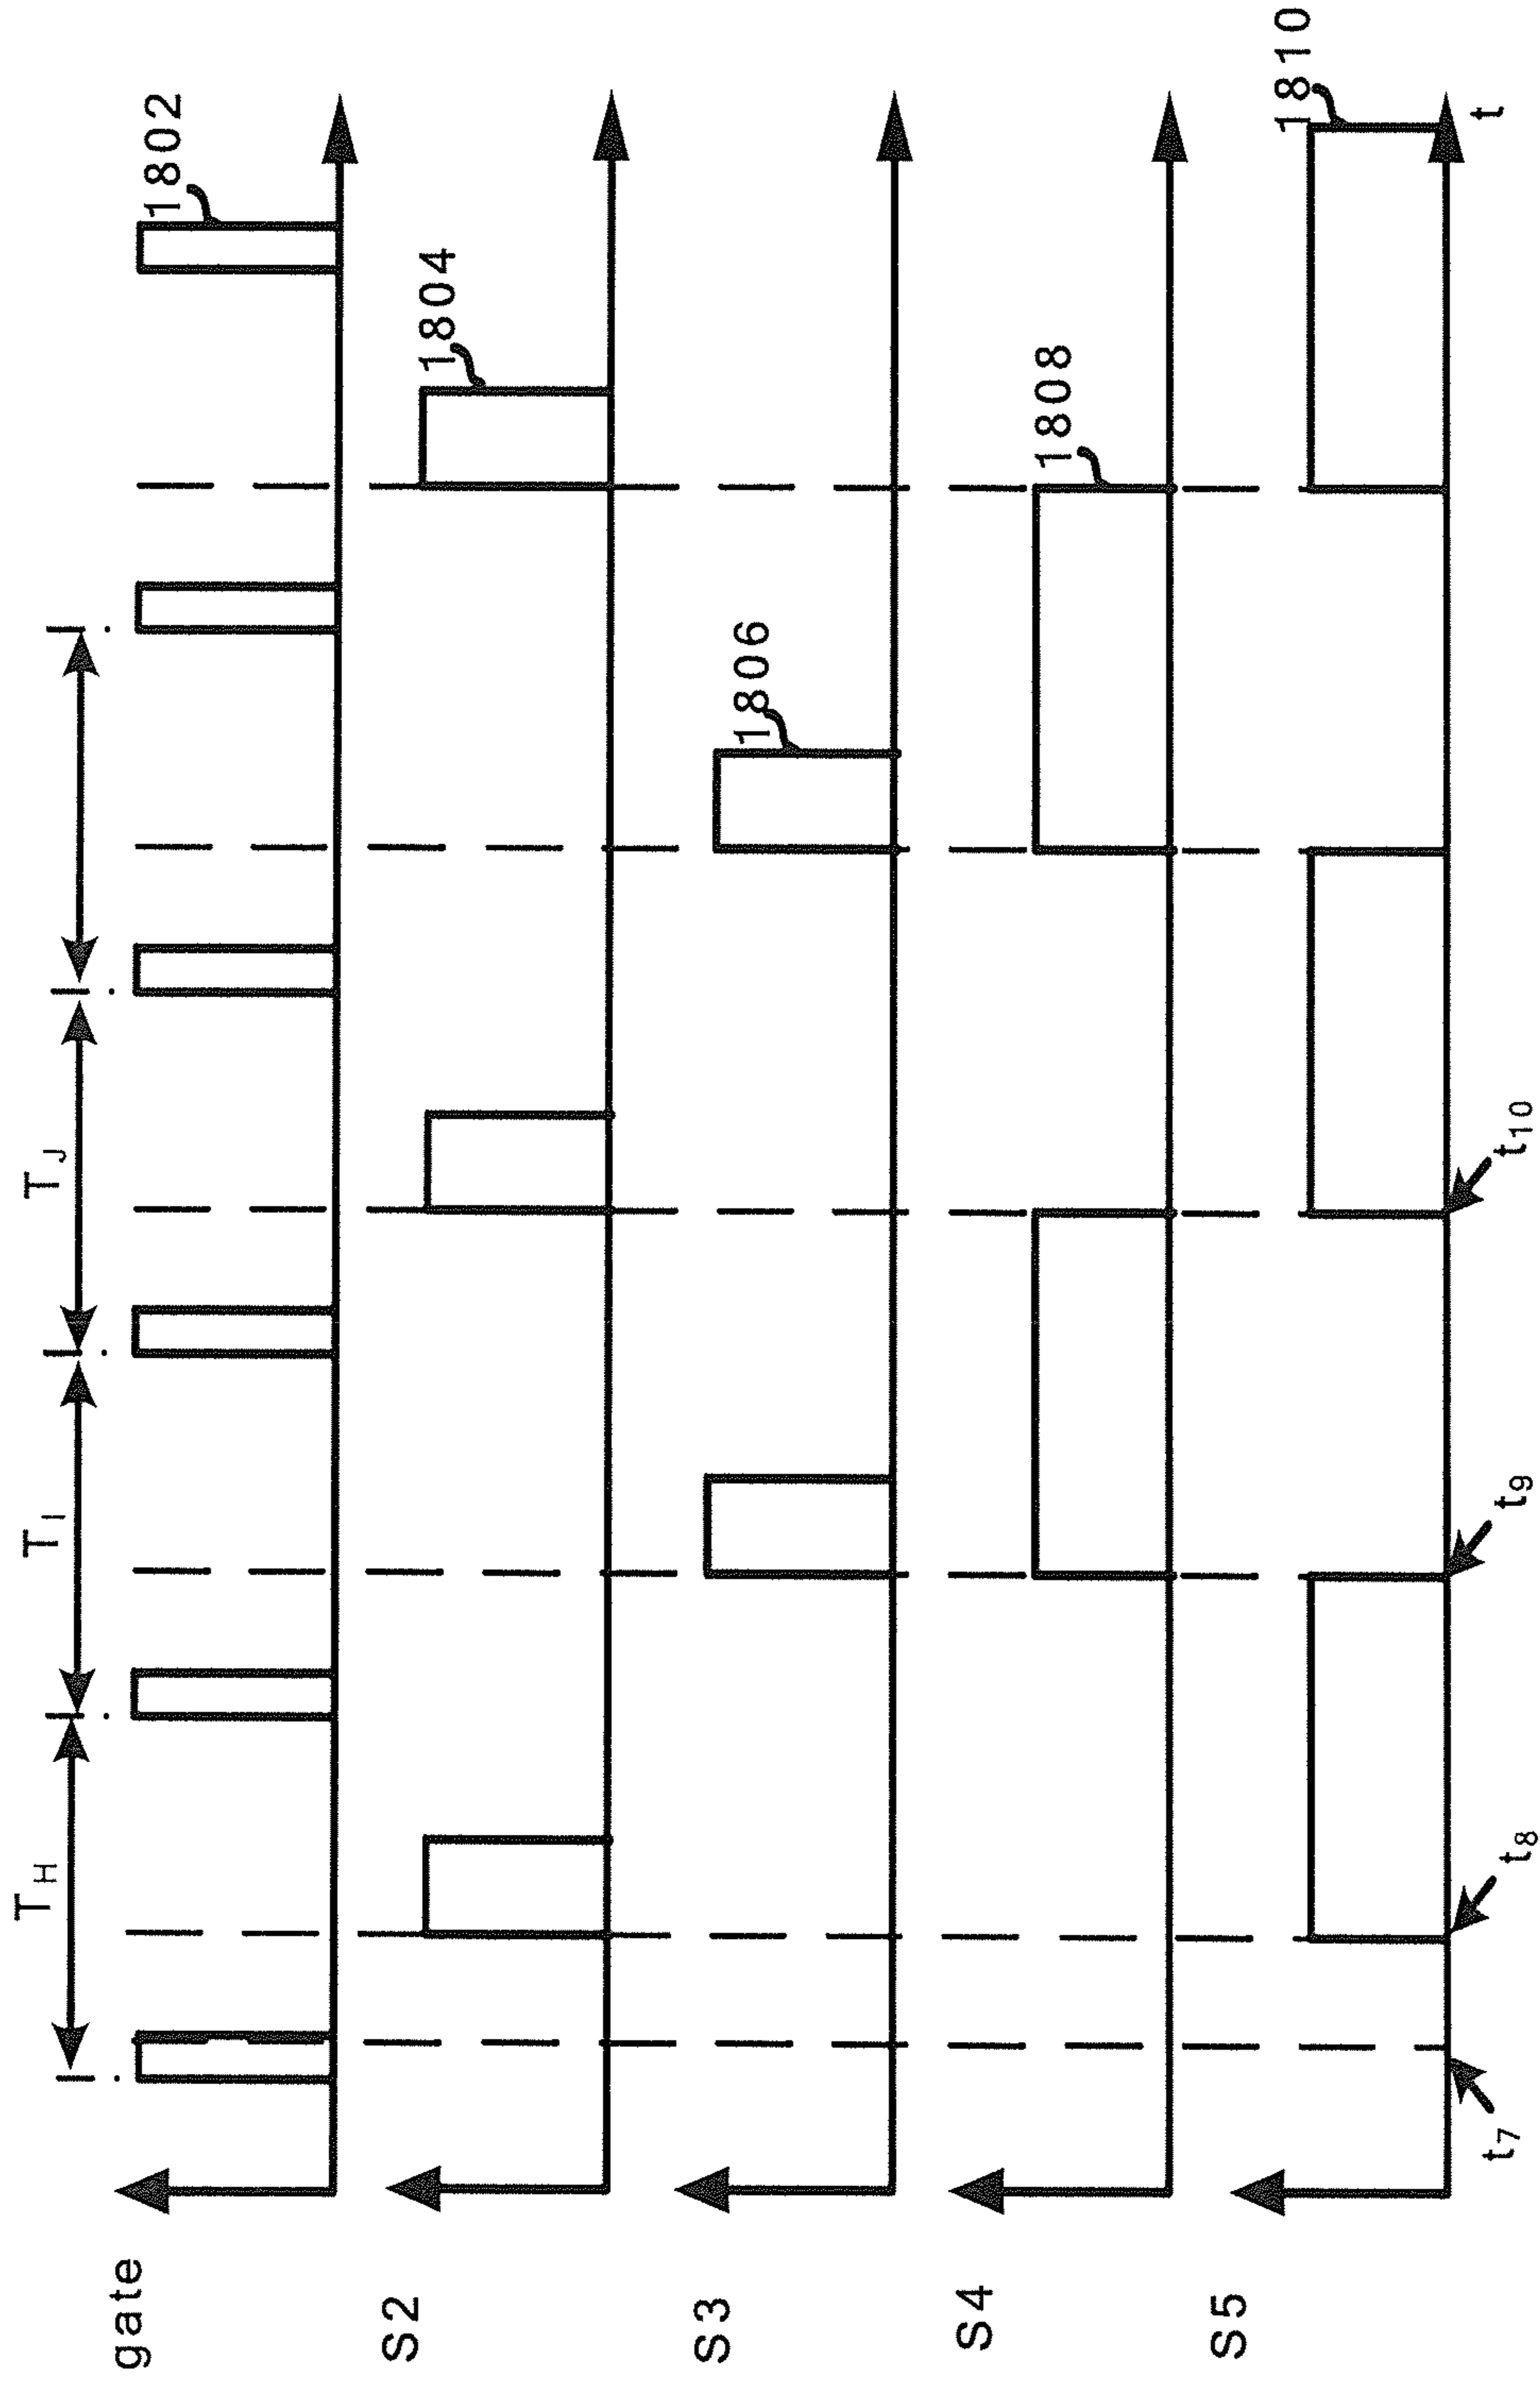 T_H
T_I
T_J
gate
1802
S2
1804
S3
1806
S4
1808
S5
1810
t
t_7
t_8
t_9
t_10